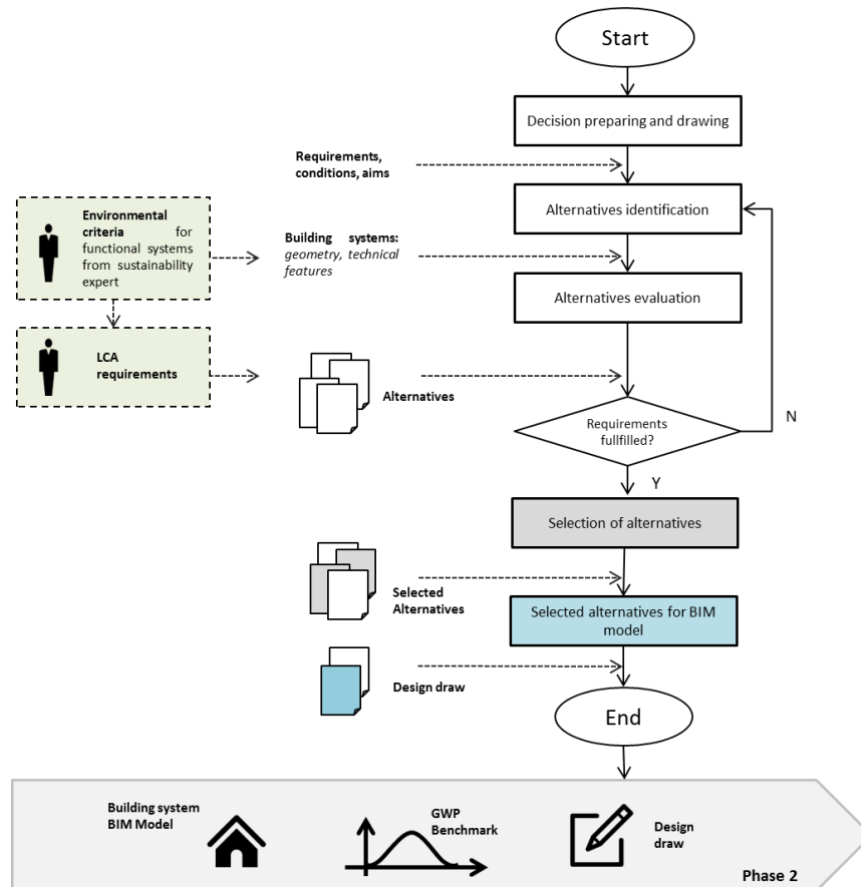 Start
Decision preparing and drawing
Requirements,
conditions, aims
Alternatives identification
Environmental
criteria for
functional systems
from sustainability
expert
Building systems:
geometry, technical
features
Alternatives evaluation
LCA
requirements
Alternatives
Requirements
fullfilled?
N
Y
Selection of alternatives
Selected
Alternatives
Selected alternatives for BIM
model
Design draw
End
Building system
BIM Model
GWP
Benchmark
Design
draw
Phase 2